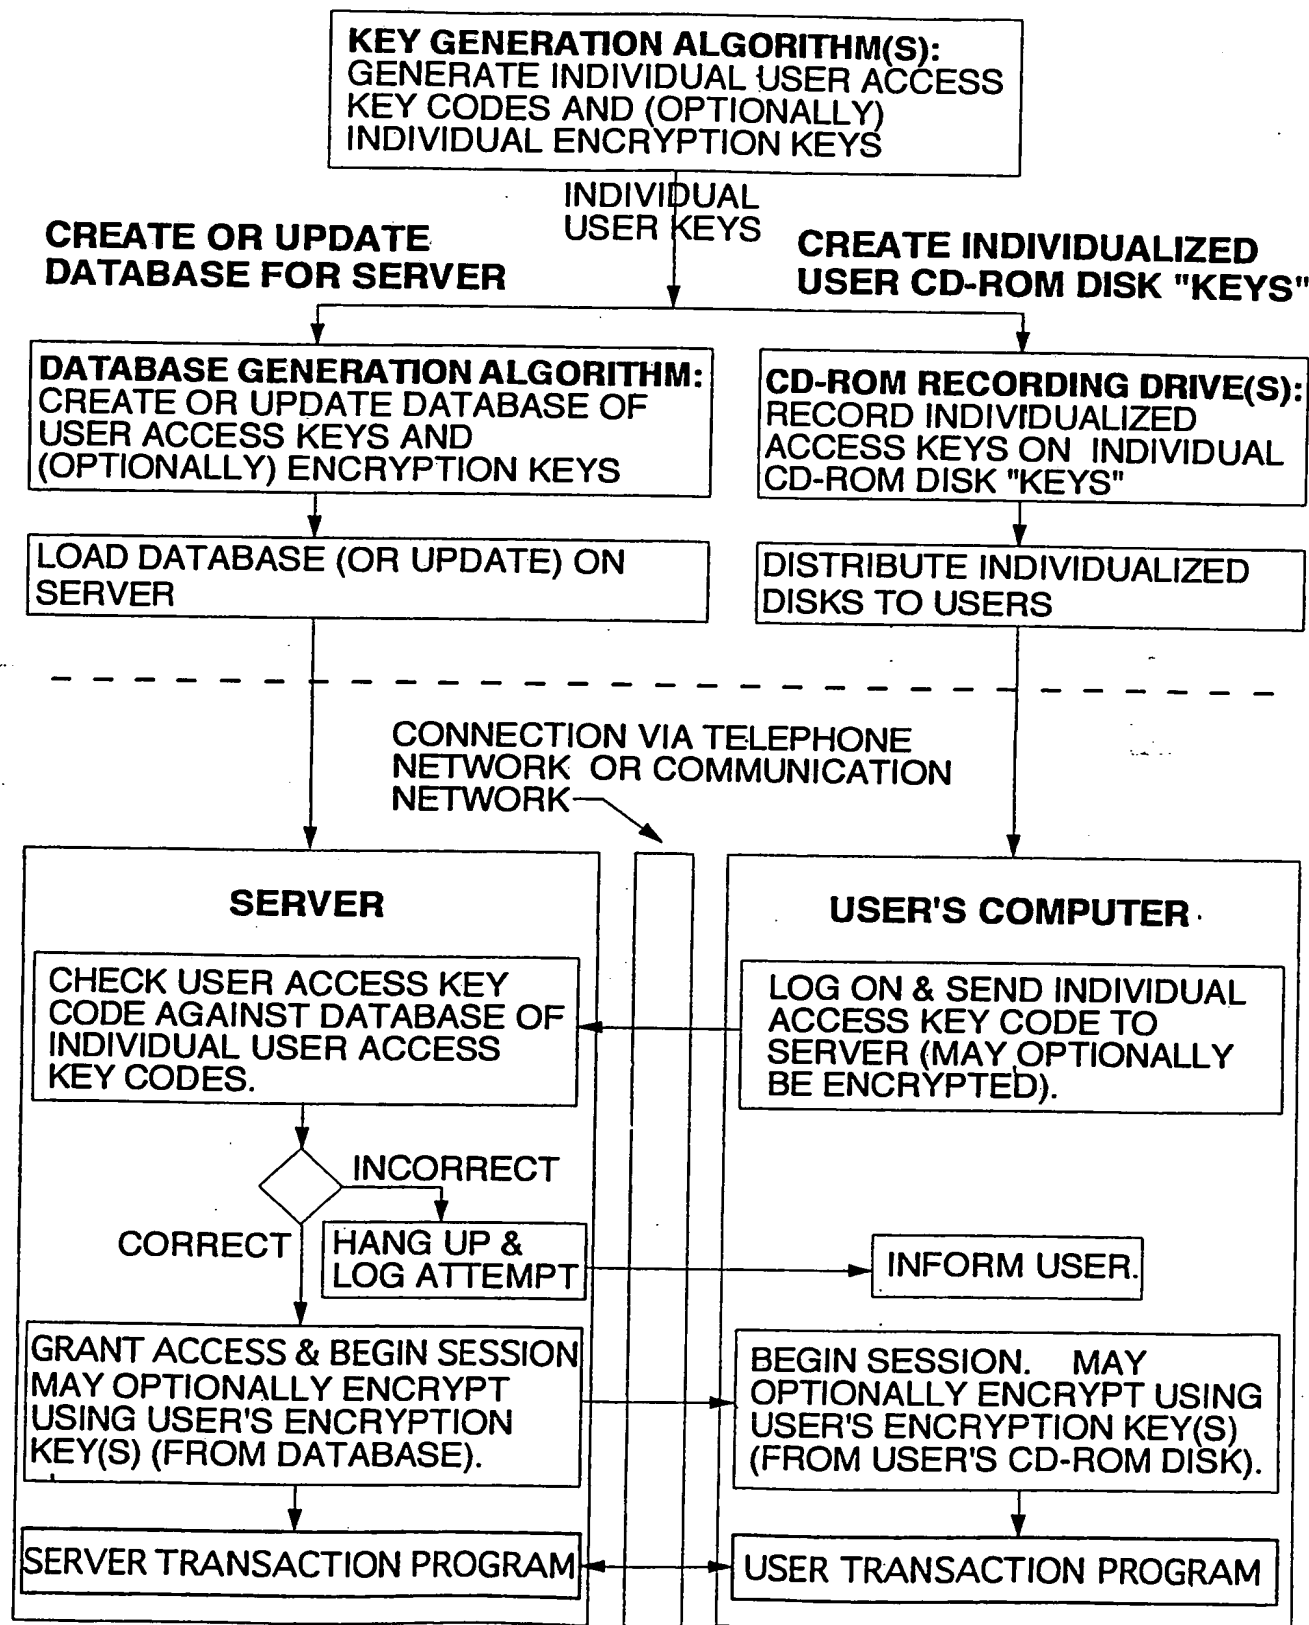 KEY GENERATION ALGORITHM(S):
GENERATE INDIVIDUAL USER ACCESS
KEY CODES AND (OPTIONALLY)
INDIVIDUAL ENCRYPTION KEYS
INDIVIDUAL
USER KEYS
CREATE OR UPDATE
DATABASE FOR SERVER
CREATE INDIVIDUALIZED
USER CD-ROM DISK "KEYS"
DATABASE GENERATION ALGORITHM:
CREATE OR UPDATE DATABASE OF
USER ACCESS KEYS AND
(OPTIONALLY) ENCRYPTION KEYS
CD-ROM RECORDING DRIVE(S):
RECORD INDIVIDUALIZED
ACCESS KEYS ON INDIVIDUAL
CD-ROM DISK "KEYS"
LOAD DATABASE (OR UPDATE) ON
SERVER
DISTRIBUTE INDIVIDUALIZED
DISKS TO USERS
CONNECTION VIA TELEPHONE
NETWORK OR COMMUNICATION
NETWORK
SERVER
USER'S COMPUTER
CHECK USER ACCESS KEY
CODE AGAINST DATABASE OF
INDIVIDUAL USER ACCESS
KEY CODES.
LOG ON & SEND INDIVIDUAL
ACCESS KEY CODE TO
SERVER (MAY OPTIONALLY
BE ENCRYPTED).
INCORRECT
CORRECT
HANG UP &
LOG ATTEMPT
INFORM USER.
GRANT ACCESS & BEGIN SESSION
MAY OPTIONALLY ENCRYPT
USING USER'S ENCRYPTION
KEY(S) (FROM DATABASE).
BEGIN SESSION. MAY
OPTIONALLY ENCRYPT USING
USER'S ENCRYPTION KEY(S)
(FROM USER'S CD-ROM DISK).
SERVER TRANSACTION PROGRAM
USER TRANSACTION PROGRAM